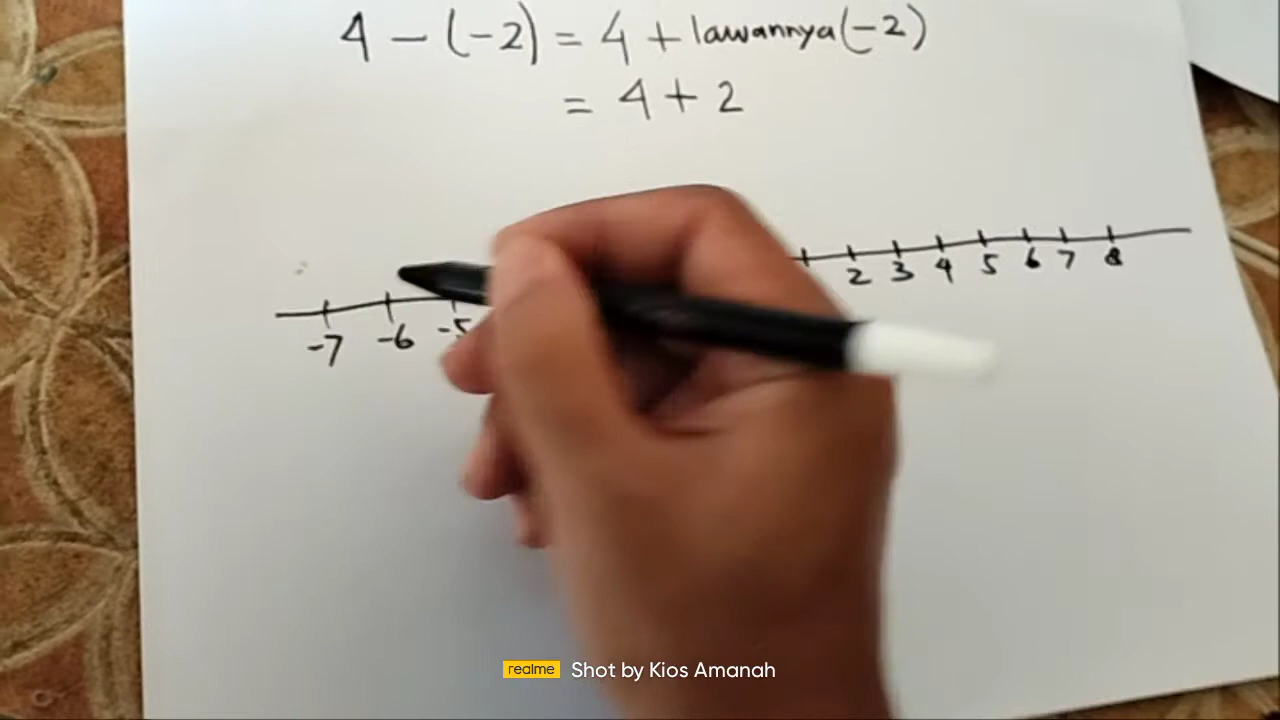 4 - (-2) = 4 + lawannya (-2)
= 4 + 2
-7 -6 -5 2 3 4 5 6 7 8
realme Shot by Kios Amanah